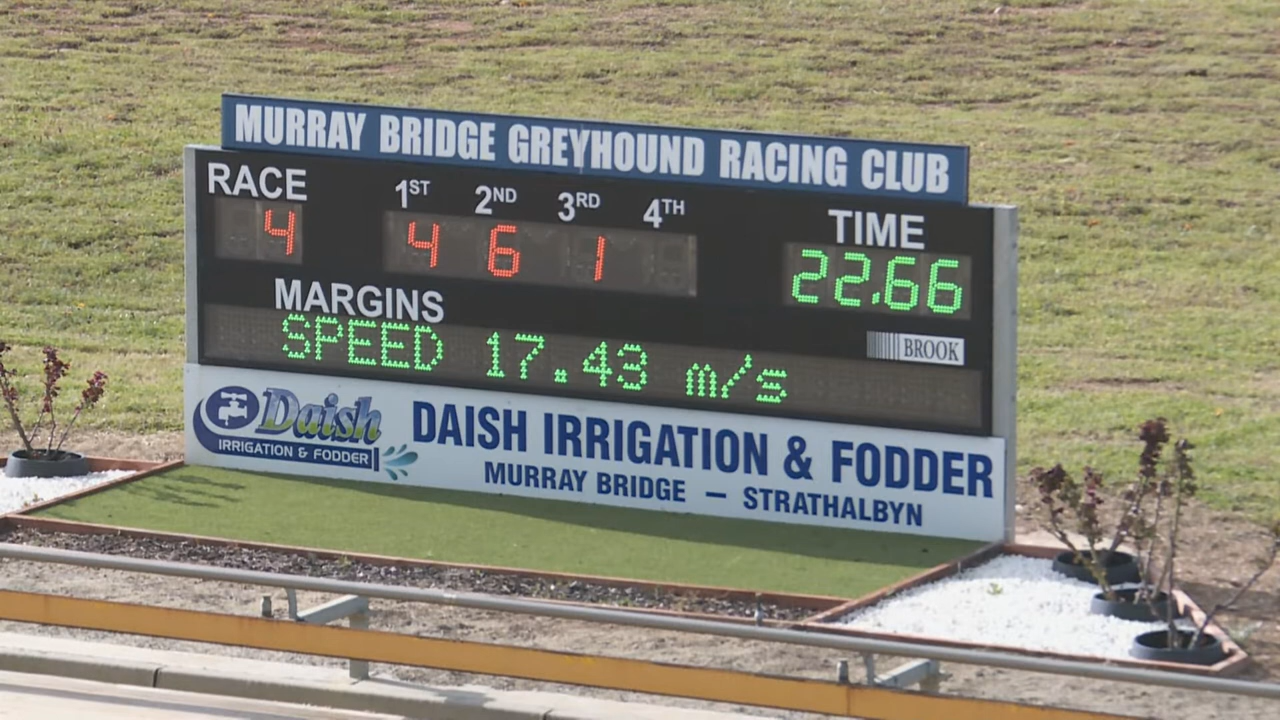 MURRAY BRIDGE GREYHOUND RACING CLUB
RACE 1ST 2ND 3RD 4TH TIME
4 4 6 1 22.66
MARGINS
SPEED 17.43 m/s
BROOK
Daish
IRRIGATION & FODDER
DAISH IRRIGATION & FODDER
MURRAY BRIDGE – STRATHALBYN